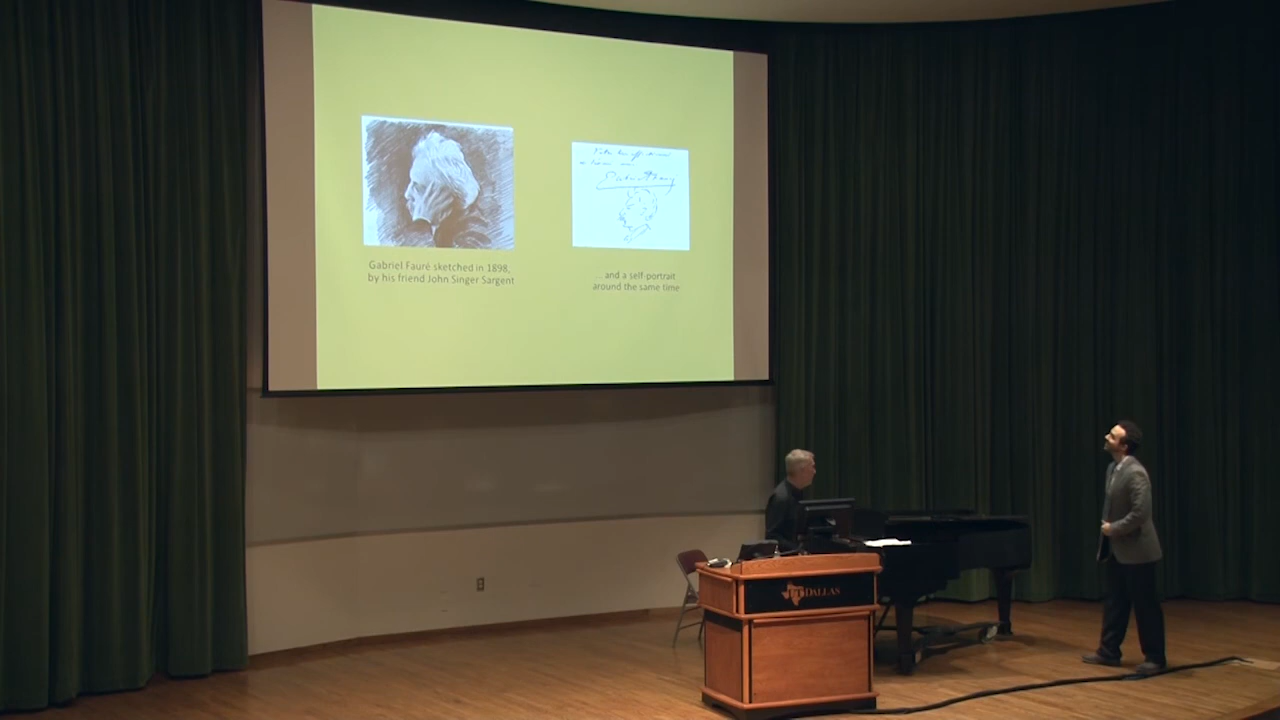 Gabriel Fauré sketched in 1898,
by his friend John Singer Sargent
... and a self portrait
around the same time
UT DALLAS